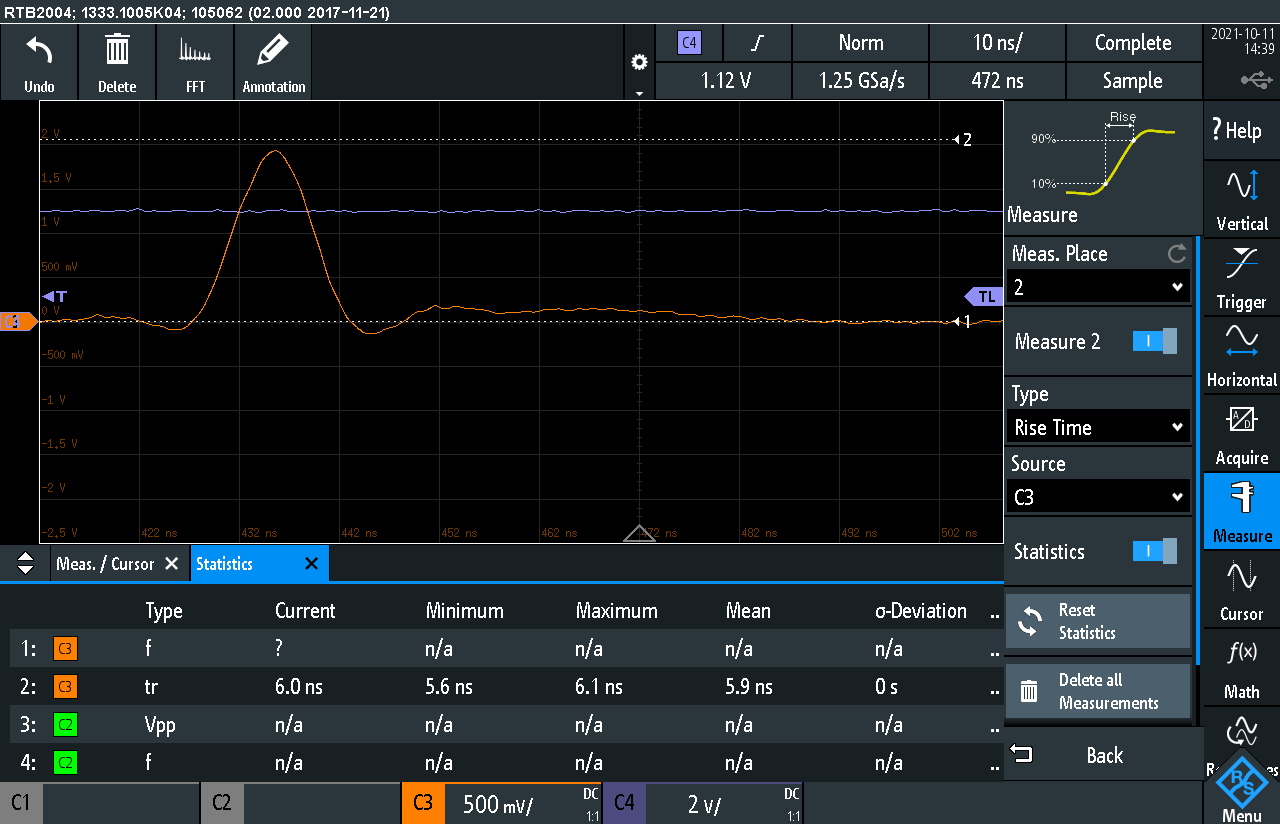 RTB2004; 1333.1005K04; 105062 (02.000 2017-11-21)
Undo
Delete
FFT
Annotation
C4
Norm
10 ns/
Complete
1.12 V
1.25 GSa/s
472 ns
Sample
2021-10-11
14:39
2 V
1.5 V
1 V
500 mV
0 V
-500 mV
-1 V
-1.5 V
-2 V
-2.5 V
422 ns
432 ns
442 ns
452 ns
462 ns
472 ns
482 ns
492 ns
502 ns
2
T
TL
C3
1
Rise
90%
10%
Measure
Meas. Place
2
Measure 2
Type
Rise Time
Source
C3
Statistics
Reset
Statistics
Delete all
Measurements
Back
? Help
Vertical
Trigger
Horizontal
A/D
Acquire
Measure
Cursor
f(x)
Math
R&S
Menu
Meas. / Cursor
Statistics
Type Current Minimum Maximum Mean σ-Deviation ..
1: C3 f ? n/a n/a n/a n/a ..
2: C3 tr 6.0 ns 5.6 ns 6.1 ns 5.9 ns 0 s ..
3: C2 Vpp n/a n/a n/a n/a n/a ..
4: C2 f n/a n/a n/a n/a n/a ..
C1
C2
C3 500 mV/ DC 1:1
C4 2 V/ DC 1:1